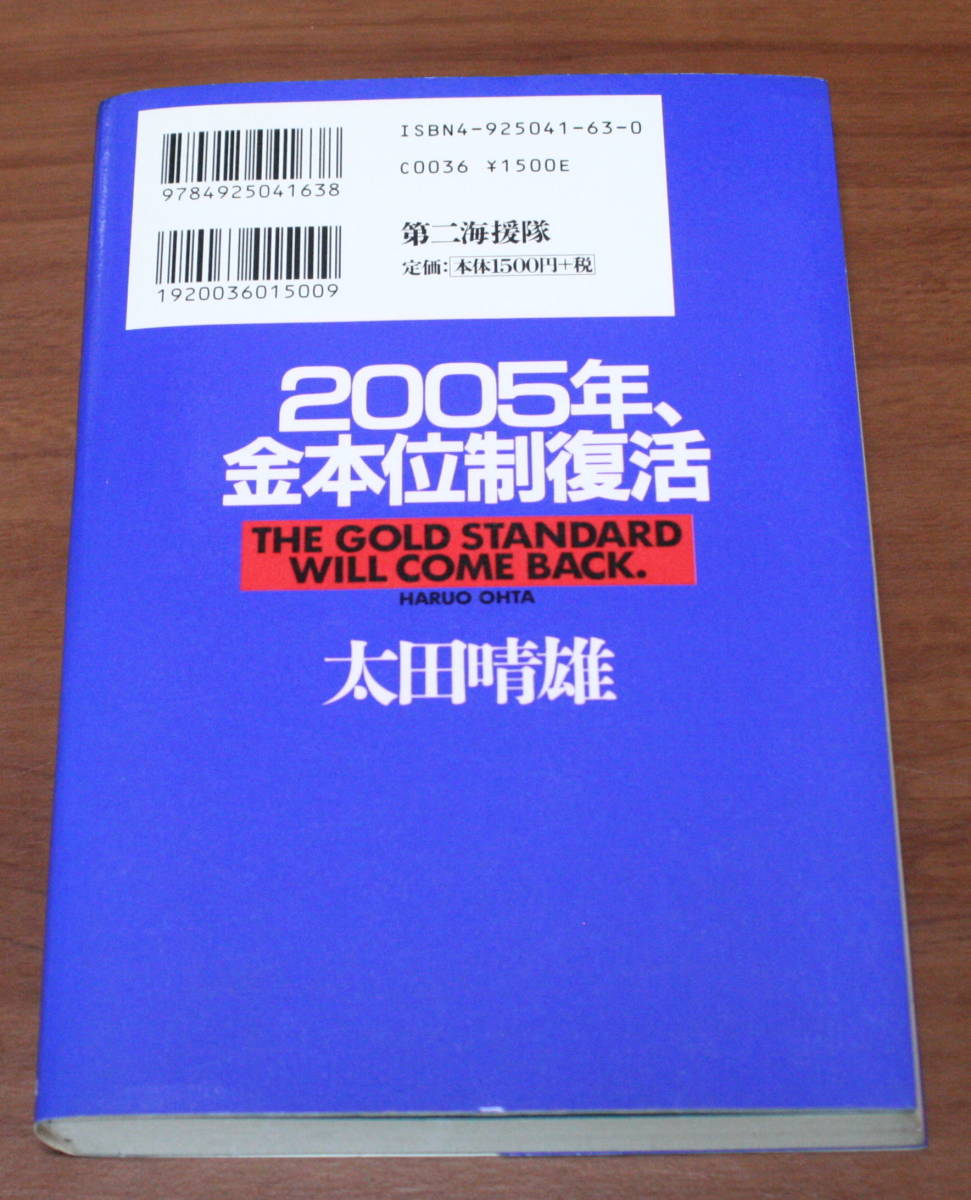 ISBN4-925041-63-0
C0036 ¥1500E
9784925041638
第二海援隊
定価:本体1500円+税
1920036015009
2005年、
金本位制復活
THE GOLD STANDARD
WILL COME BACK.
HARUO OHTA
太田晴雄